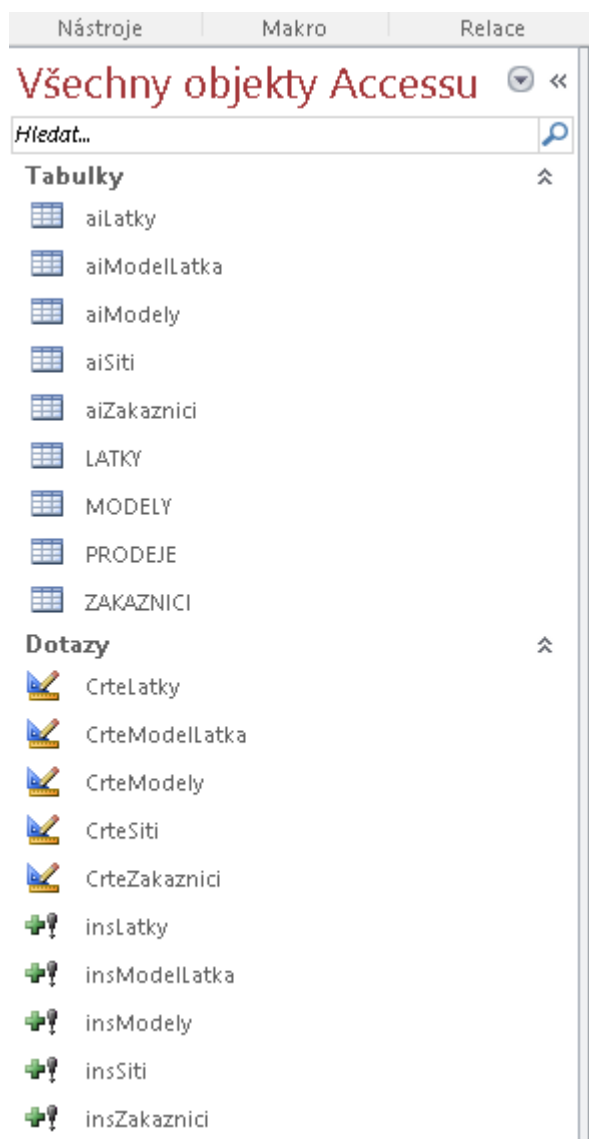 Nástroje Makro Relace
Všechny objekty Accessu
Hledat...
Tabulky
aiLatky
aiModelLatka
aiModely
aiSiti
aiZakaznici
LATKY
MODELY
PRODEJE
ZAKAZNICI
Dotazy
CrteLatky
CrteModelLatka
CrteModely
CrteSiti
CrteZakaznici
insLatky
insModelLatka
insModely
insSiti
insZakaznici